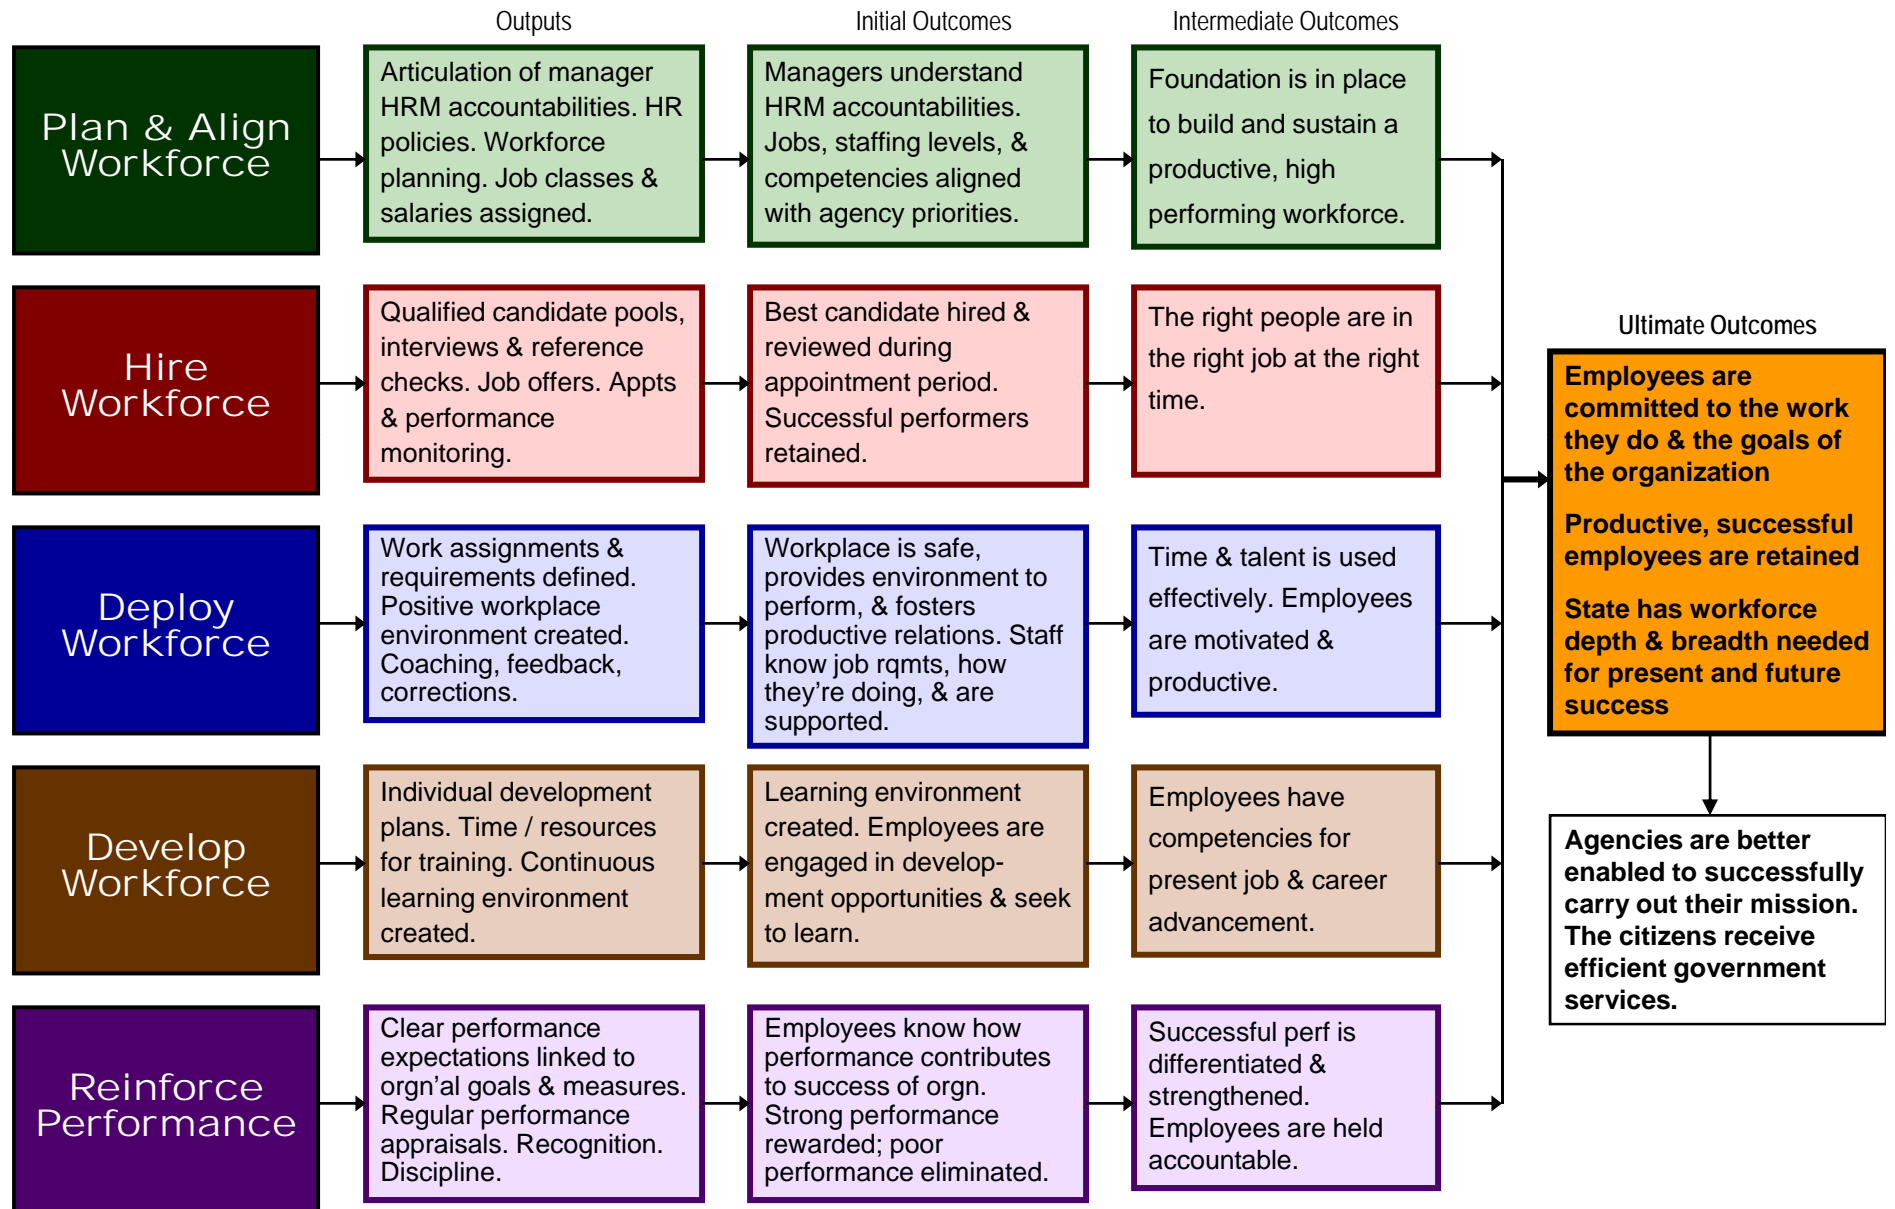 Outputs
Initial Outcomes
Intermediate Outcomes
Plan & Align
Workforce
Articulation of manager
HRM accountabilities. HR
policies. Workforce
planning. Job classes &
salaries assigned.
Managers understand
HRM accountabilities.
Jobs, staffing levels, &
competencies aligned
with agency priorities.
Foundation is in place
to build and sustain a
productive, high
performing workforce.
Hire
Workforce
Qualified candidate pools,
interviews & reference
checks. Job offers. Appts
& performance
monitoring.
Best candidate hired &
reviewed during
appointment period.
Successful performers
retained.
The right people are in
the right job at the right
time.
Deploy
Workforce
Work assignments &
requirements defined.
Positive workplace
environment created.
Coaching, feedback,
corrections.
Workplace is safe,
provides environment to
perform, & fosters
productive relations. Staff
know job rqmts, how
they’re doing, & are
supported.
Time & talent is used
effectively. Employees
are motivated &
productive.
Develop
Workforce
Individual development
plans. Time / resources
for training. Continuous
learning environment
created.
Learning environment
created. Employees are
engaged in develop-
ment opportunities & seek
to learn.
Employees have
competencies for
present job & career
advancement.
Reinforce
Performance
Clear performance
expectations linked to
orgn’al goals & measures.
Regular performance
appraisals. Recognition.
Discipline.
Employees know how
performance contributes
to success of orgn.
Strong performance
rewarded; poor
performance eliminated.
Successful perf is
differentiated &
strengthened.
Employees are held
accountable.
Ultimate Outcomes
Employees are
committed to the work
they do & the goals of
the organization
Productive, successful
employees are retained
State has workforce
depth & breadth needed
for present and future
success
Agencies are better
enabled to successfully
carry out their mission.
The citizens receive
efficient government
services.